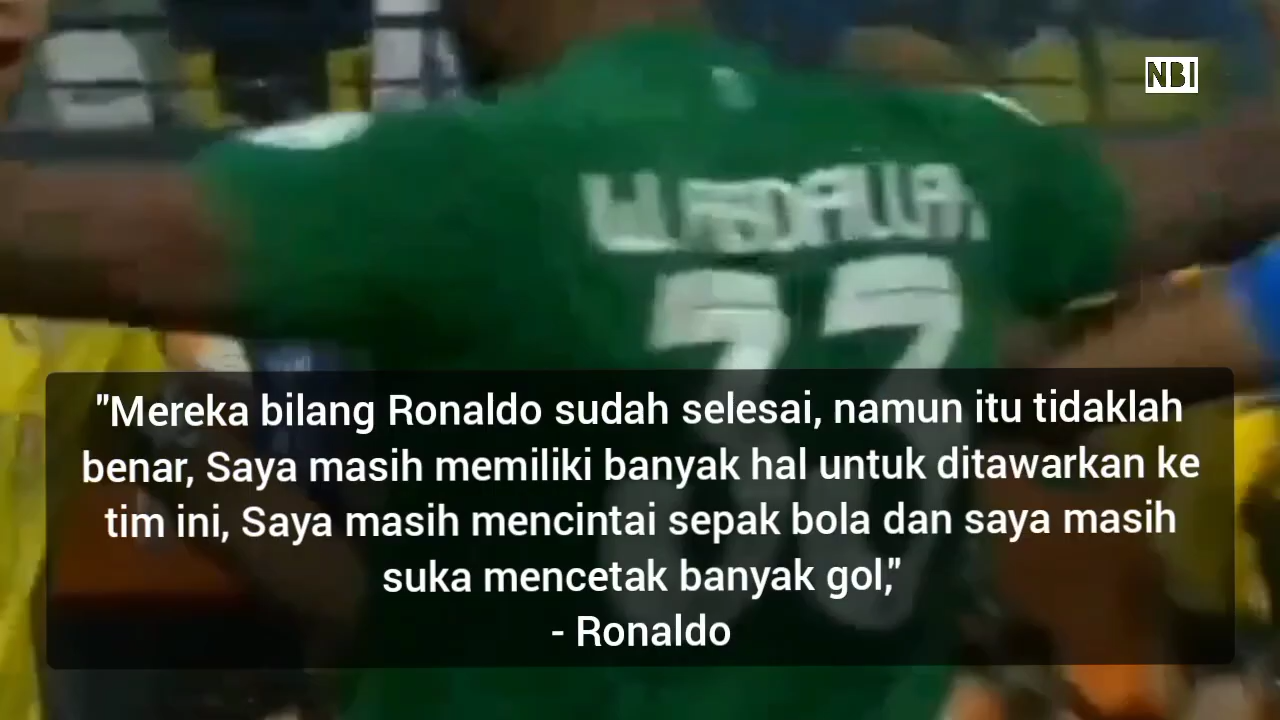 NBI
W.ABDALLAH
"Mereka bilang Ronaldo sudah selesai, namun itu tidaklah
benar, Saya masih memiliki banyak hal untuk ditawarkan ke
tim ini, Saya masih mencintai sepak bola dan saya masih
suka mencetak banyak gol,"
- Ronaldo